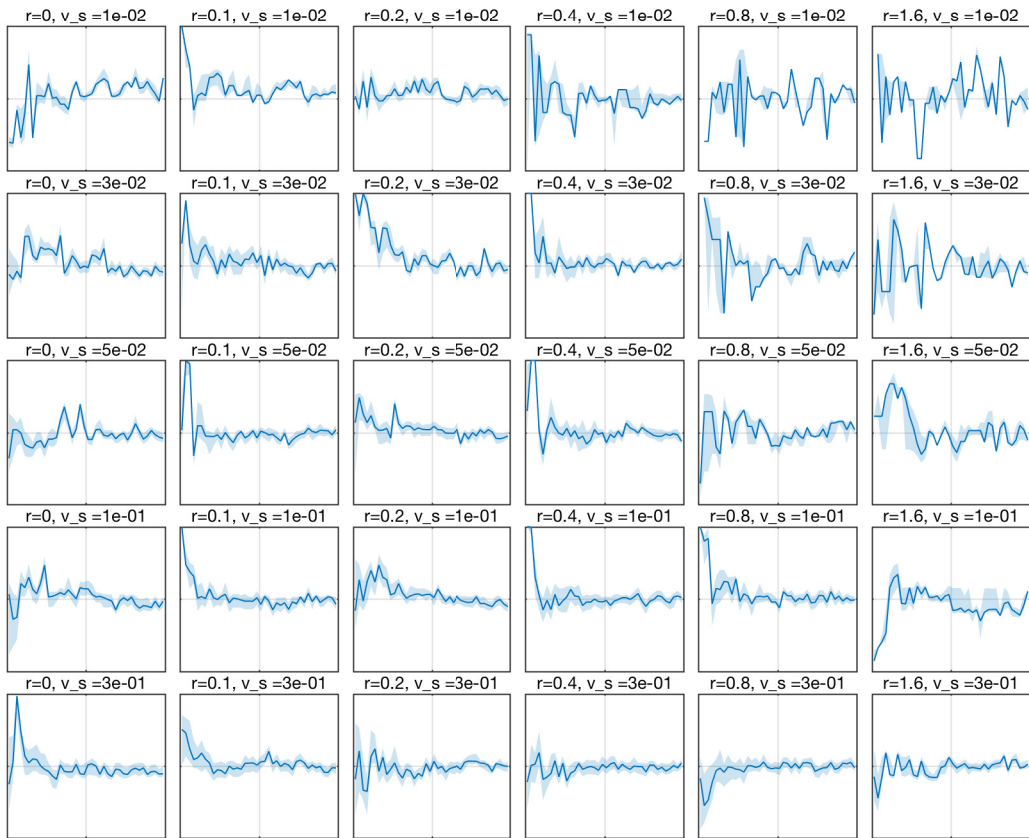 r=0, v_s =1e-02 r=0.1, v_s =1e-02 r=0.2, v_s =1e-02 r=0.4, v_s =1e-02 r=0.8, v_s =1e-02 r=1.6, v_s =1e-02
r=0, v_s =3e-02 r=0.1, v_s =3e-02 r=0.2, v_s =3e-02 r=0.4, v_s =3e-02 r=0.8, v_s =3e-02 r=1.6, v_s =3e-02
r=0, v_s =5e-02 r=0.1, v_s =5e-02 r=0.2, v_s =5e-02 r=0.4, v_s =5e-02 r=0.8, v_s =5e-02 r=1.6, v_s =5e-02
r=0, v_s =1e-01 r=0.1, v_s =1e-01 r=0.2, v_s =1e-01 r=0.4, v_s =1e-01 r=0.8, v_s =1e-01 r=1.6, v_s =1e-01
r=0, v_s =3e-01 r=0.1, v_s =3e-01 r=0.2, v_s =3e-01 r=0.4, v_s =3e-01 r=0.8, v_s =3e-01 r=1.6, v_s =3e-01